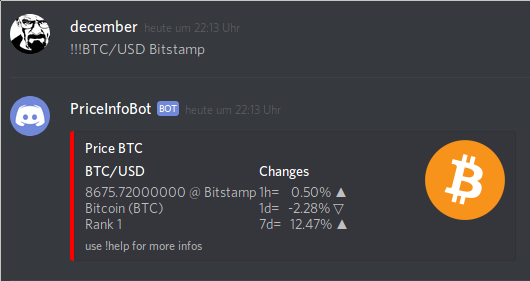 december heute um 22:13 Uhr
!!!BTC/USD Bitstamp
PriceInfoBot BOT heute um 22:13 Uhr
Price BTC
BTC/USD Changes
8675.72000000 @ Bitstamp 1h= 0.50% ▲
Bitcoin (BTC) 1d= -2.28% ▽
Rank 1 7d= 12.47% ▲
use !help for more infos